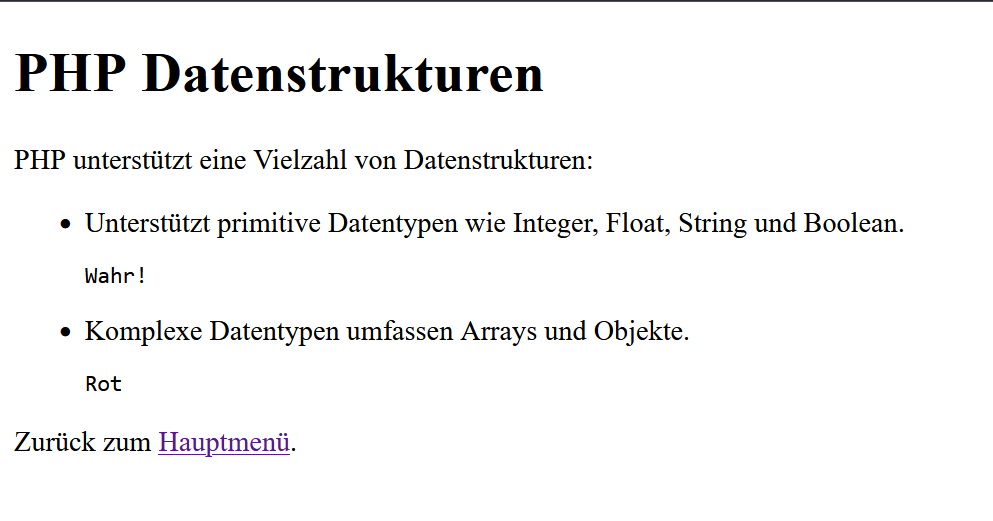 PHP Datenstrukturen
PHP unterstützt eine Vielzahl von Datenstrukturen:
• Unterstützt primitive Datentypen wie Integer, Float, String und Boolean.
Wahr!
• Komplexe Datentypen umfassen Arrays und Objekte.
Rot
Zurück zum Hauptmenü.